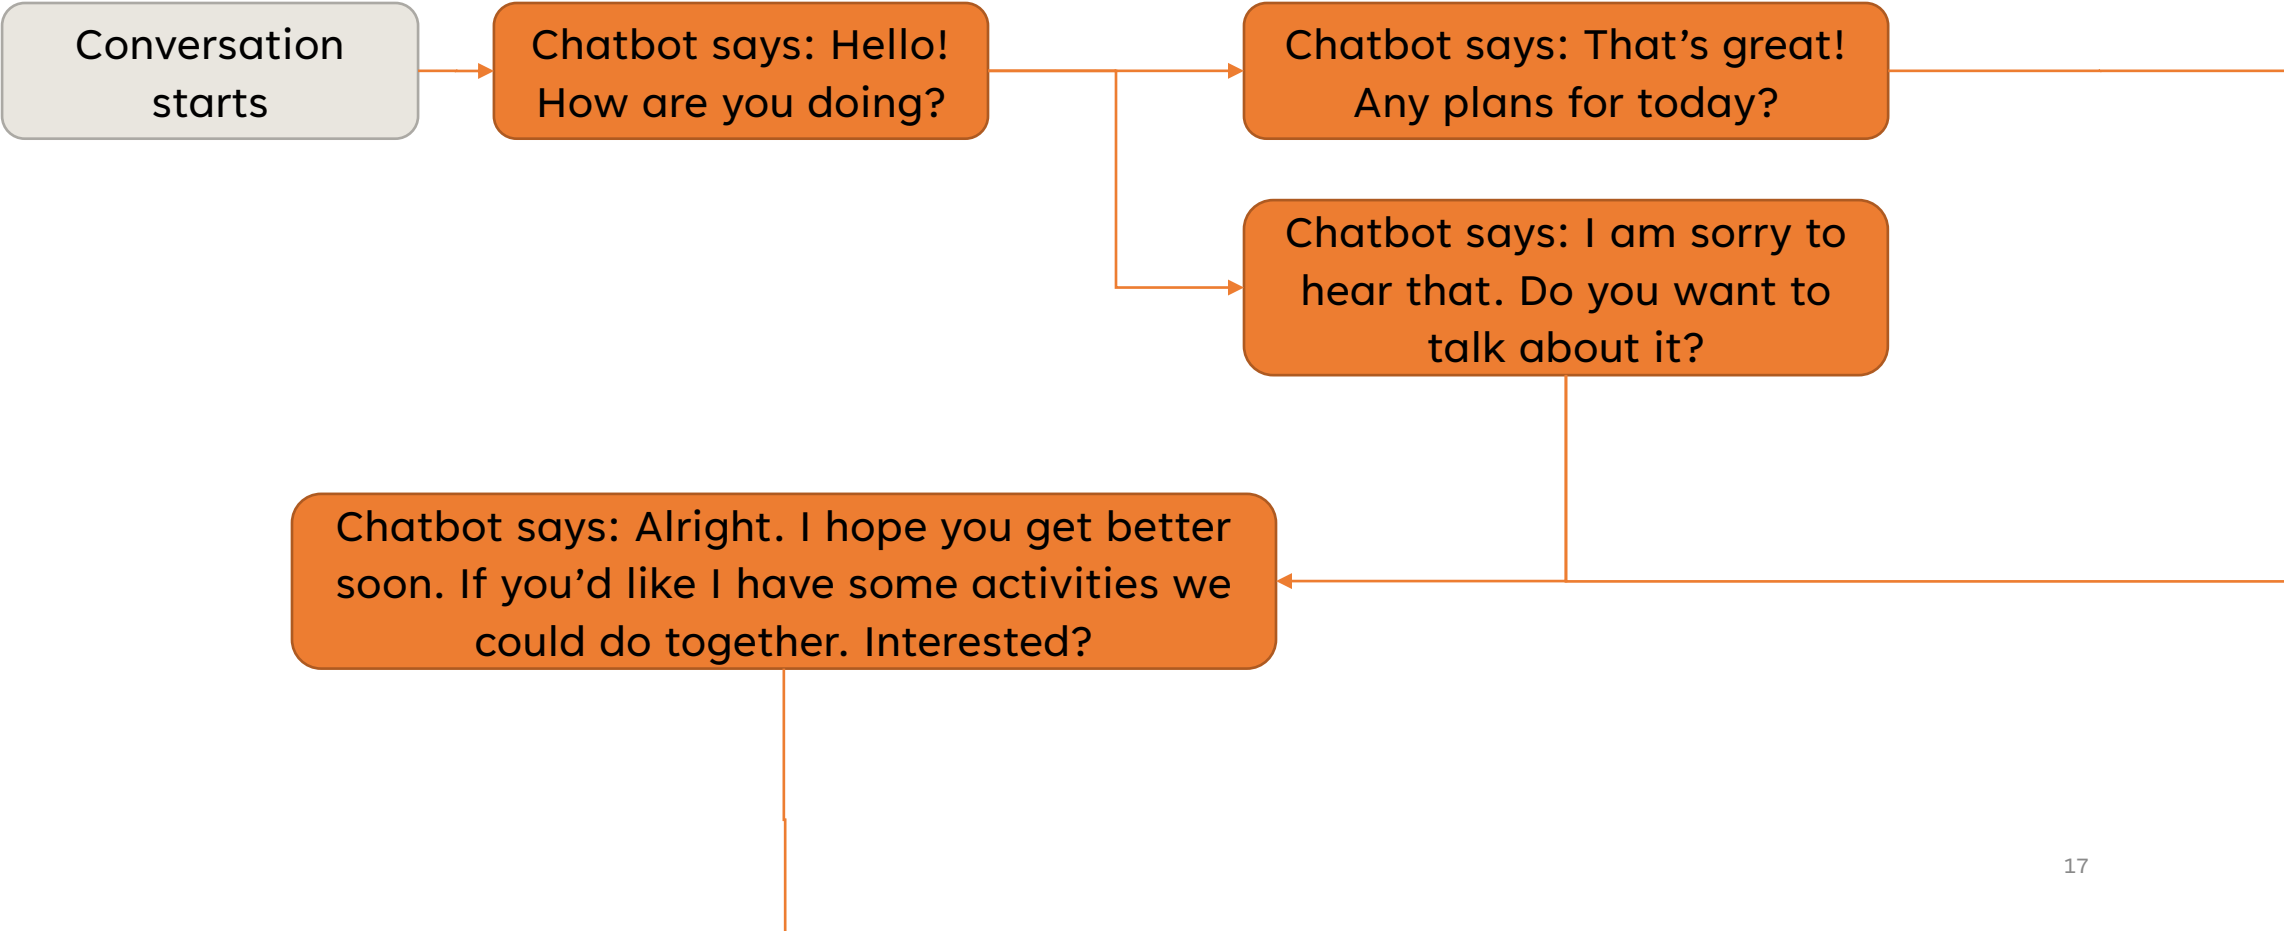 Conversation
starts
Chatbot says: Hello!
How are you doing?
Chatbot says: That’s great!
Any plans for today?
Chatbot says: I am sorry to
hear that. Do you want to
talk about it?
Chatbot says: Alright. I hope you get better
soon. If you’d like I have some activities we
could do together. Interested?
17